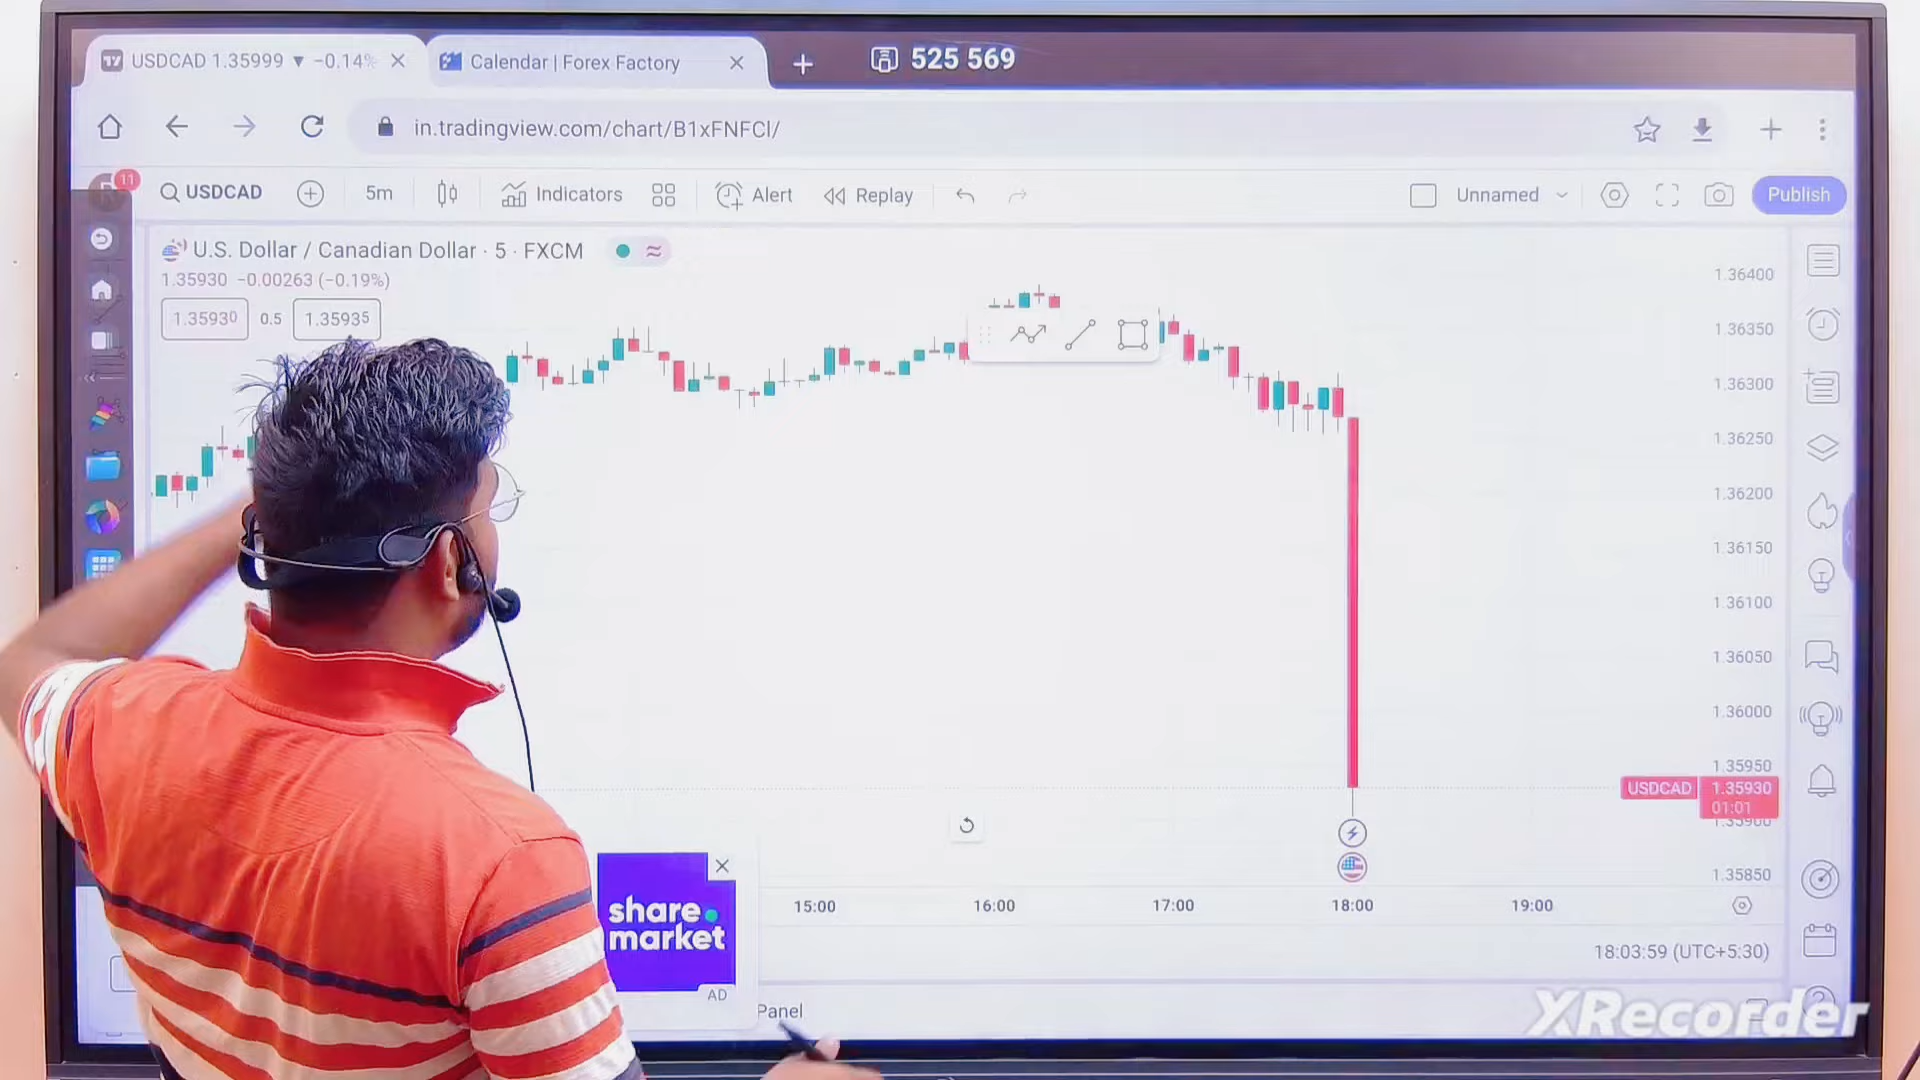 USDCAD 1.35999 ▼ −0.14%
Calendar | Forex Factory
525 569
in.tradingview.com/chart/B1xFNFCl/
11
USDCAD
5m
Indicators
Alert
Replay
Unnamed
Publish
U.S. Dollar / Canadian Dollar · 5 · FXCM
1.35930 −0.00263 (−0.19%)
1.35930
0.5
1.35935
1.36400
1.36350
1.36300
1.36250
1.36200
1.36150
1.36100
1.36050
1.36000
1.35950
USDCAD
1.35930
01:01
1.35900
1.35850
15:00
16:00
17:00
18:00
19:00
18:03:59 (UTC+5:30)
share.
market
AD
Panel
XRecorder